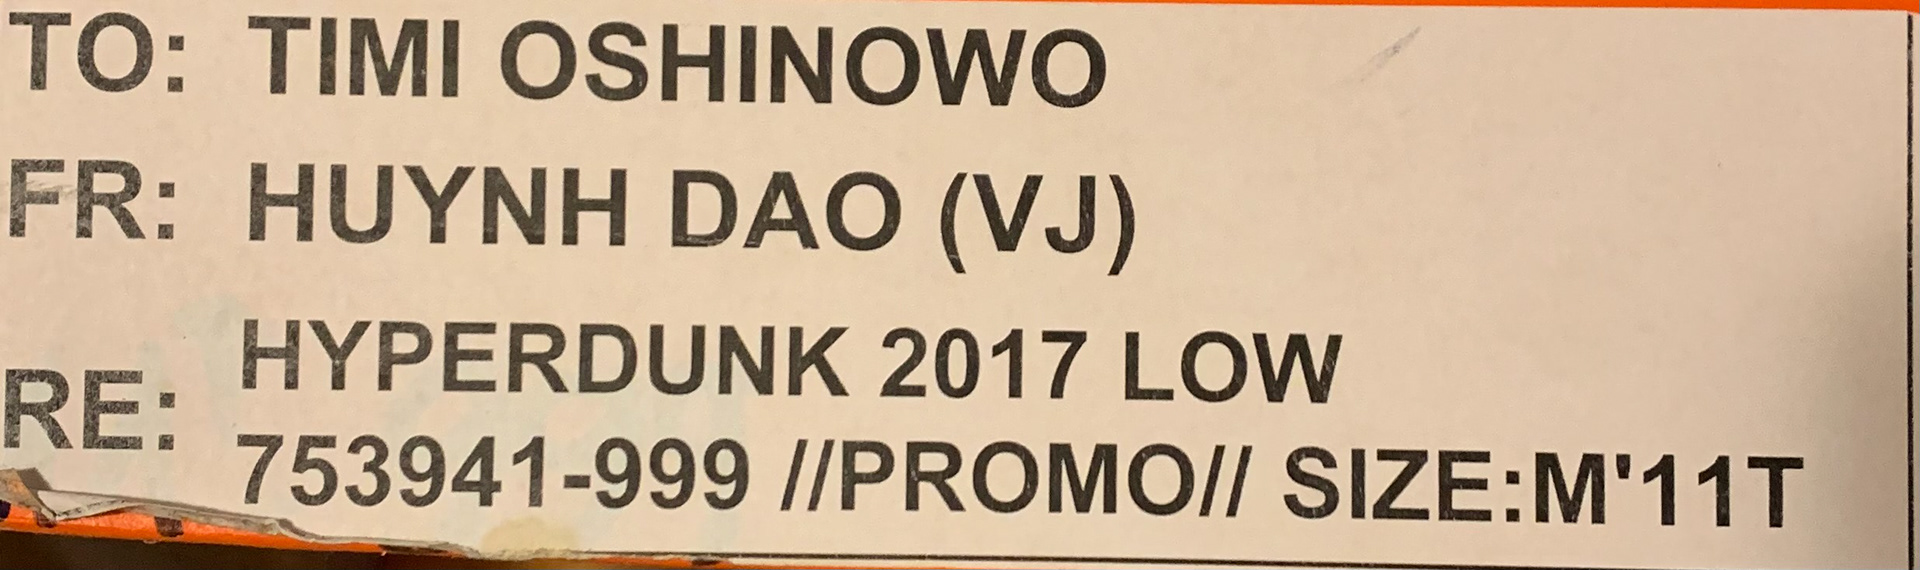 TO: TIMI OSHINOWO
FR: HUYNH DAO (VJ)
RE: HYPERDUNK 2017 LOW
753941-999 //PROMO// SIZE:M'11T